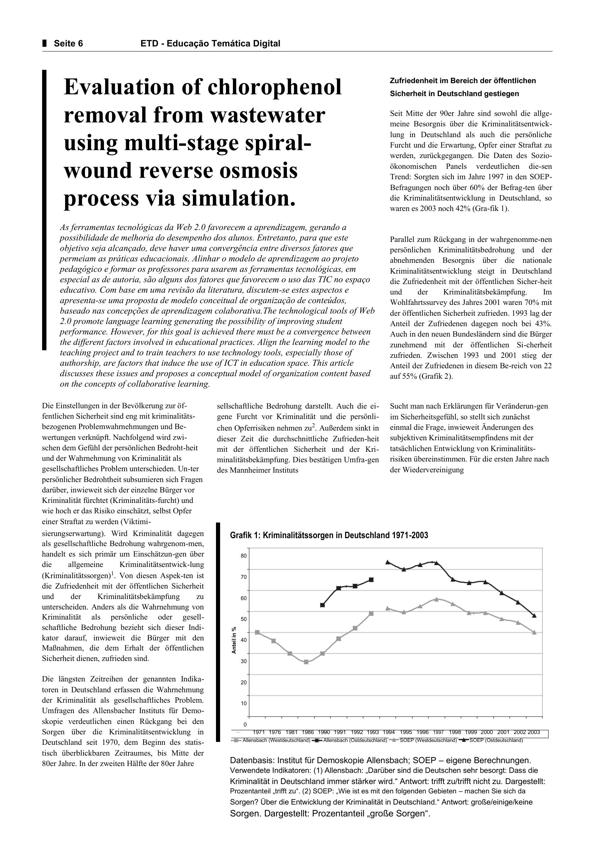 Seite 6
ETD - Educação Temática Digital
Evaluation of chlorophenol
removal from wastewater
using multi-stage spiral-
wound reverse osmosis
process via simulation.
As ferramentas tecnológicas da Web 2.0 favorecem a aprendizagem, gerando a
possibilidade de melhoria do desempenho dos alunos. Entretanto, para que este
objetivo seja alcançado, deve haver uma convergência entre diversos fatores que
permeiam as práticas educacionais. Alinhar o modelo de aprendizagem ao projeto
pedagógico e formar os professores para usarem as ferramentas tecnológicas, em
especial as de autoria, são alguns dos fatores que favorecem o uso das TIC no espaço
educativo. Com base em uma revisão da literatura, discutem-se estes aspectos e
apresenta-se uma proposta de modelo conceitual de organização de conteúdos,
baseado nas concepções de aprendizagem colaborativa.The technological tools of Web
2.0 promote language learning generating the possibility of improving student
performance. However, for this goal is achieved there must be a convergence between
the different factors involved in educational practices. Align the learning model to the
teaching project and to train teachers to use technology tools, especially those of
authorship, are factors that induce the use of ICT in education space. This article
discusses these issues and proposes a conceptual model of organization content based
on the concepts of collaborative learning.
Zufriedenheit im Bereich der öffentlichen
Sicherheit in Deutschland gestiegen
Seit Mitte der 90er Jahre sind sowohl die allge-
meine Besorgnis über die Kriminalitätsentwick-
lung in Deutschland als auch die persönliche
Furcht und die Erwartung, Opfer einer Straftat zu
werden, zurückgegangen. Die Daten des Sozio-
ökonomischen Panels verdeutlichen die-sen
Trend: Sorgten sich im Jahre 1997 in den SOEP-
Befragungen noch über 60% der Befrag-ten über
die Kriminalitätsentwicklung in Deutschland, so
waren es 2003 noch 42% (Gra-fik 1).
Parallel zum Rückgang in der wahrgenomme-nen
persönlichen Kriminalitätsbedrohung und der
abnehmenden Besorgnis über die nationale
Kriminalitätsentwicklung steigt in Deutschland
die Zufriedenheit mit der öffentlichen Sicher-heit
und der Kriminalitätsbekämpfung. Im
Wohlfahrtssurvey des Jahres 2001 waren 70% mit
der öffentlichen Sicherheit zufrieden. 1993 lag der
Anteil der Zufriedenen dagegen noch bei 43%.
Auch in den neuen Bundesländern sind die Bürger
zunehmend mit der öffentlichen Si-cherheit
zufrieden. Zwischen 1993 und 2001 stieg der
Anteil der Zufriedenen in diesem Be-reich von 22
auf 55% (Grafik 2).
Die Einstellungen in der Bevölkerung zur öf-
fentlichen Sicherheit sind eng mit kriminalitäts-
bezogenen Problemwahrnehmungen und Be-
wertungen verknüpft. Nachfolgend wird zwi-
schen dem Gefühl der persönlichen Bedroht-heit
und der Wahrnehmung von Kriminalität als
gesellschaftliches Problem unterschieden. Un-ter
persönlicher Bedrohtheit subsumieren sich Fragen
darüber, inwieweit sich der einzelne Bürger vor
Kriminalität fürchtet (Kriminalitäts-furcht) und
wie hoch er das Risiko einschätzt, selbst Opfer
einer Straftat zu werden (Viktimi-
sierungserwartung). Wird Kriminalität dagegen
als gesellschaftliche Bedrohung wahrgenom-men,
handelt es sich primär um Einschätzun-gen über
die allgemeine Kriminalitätsentwick-lung
(Kriminalitätssorgen)1. Von diesen Aspek-ten ist
die Zufriedenheit mit der öffentlichen Sicherheit
und der Kriminalitätsbekämpfung zu
unterscheiden. Anders als die Wahrnehmung von
Kriminalität als persönliche oder gesell-
schaftliche Bedrohung bezieht sich dieser Indi-
kator darauf, inwieweit die Bürger mit den
Maßnahmen, die dem Erhalt der öffentlichen
Sicherheit dienen, zufrieden sind.
Die längsten Zeitreihen der genannten Indika-
toren in Deutschland erfassen die Wahrnehmung
der Kriminalität als gesellschaftliches Problem.
Umfragen des Allensbacher Instituts für Demo-
skopie verdeutlichen einen Rückgang bei den
Sorgen über die Kriminalitätsentwicklung in
Deutschland seit 1970, dem Beginn des statis-
tisch überblickbaren Zeitraumes, bis Mitte der
80er Jahre. In der zweiten Hälfte der 80er Jahre
sellschaftliche Bedrohung darstellt. Auch die ei-
gene Furcht vor Kriminalität und die persönli-
chen Opferrisiken nehmen zu2. Außerdem sinkt in
dieser Zeit die durchschnittliche Zufrieden-heit
mit der öffentlichen Sicherheit und der Kri-
minalitätsbekämpfung. Dies bestätigen Umfra-gen
des Mannheimer Instituts
Sucht man nach Erklärungen für Veränderun-gen
im Sicherheitsgefühl, so stellt sich zunächst
einmal die Frage, inwieweit Änderungen des
subjektiven Kriminalitätsempfindens mit der
tatsächlichen Entwicklung von Kriminalitäts-
risiken übereinstimmen. Für die ersten Jahre nach
der Wiedervereinigung
Grafik 1: Kriminalitätssorgen in Deutschland 1971-2003
80
70
60
50
40
30
20
10
0
Anteil in %
1971 1976 1981 1986 1990 1991 1992 1993 1994 1995 1996 1997 1998 1999 2000 2001 2002 2003
Allensbach (Westdeutschland) Allensbach (Ostdeutschland) SOEP (Westdeutschland) SOEP (Ostdeutschland)
Datenbasis: Institut für Demoskopie Allensbach; SOEP – eigene Berechnungen.
Verwendete Indikatoren: (1) Allensbach: „Darüber sind die Deutschen sehr besorgt: Dass die
Kriminalität in Deutschland immer stärker wird.“ Antwort: trifft zu/trifft nicht zu. Dargestellt:
Prozentanteil „trifft zu“. (2) SOEP: „Wie ist es mit den folgenden Gebieten – machen Sie sich da
Sorgen? Über die Entwicklung der Kriminalität in Deutschland.“ Antwort: große/einige/keine
Sorgen. Dargestellt: Prozentanteil „große Sorgen“.